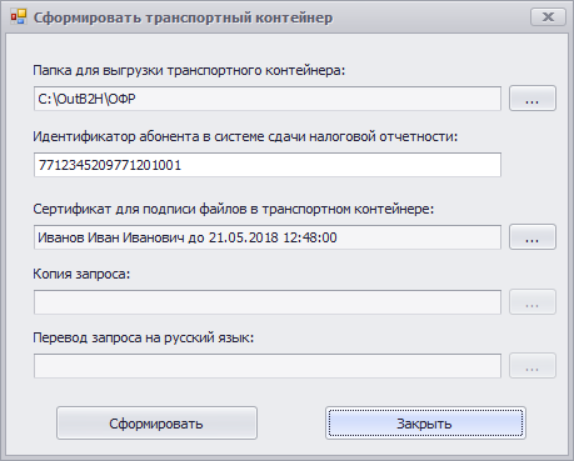 Сформировать транспортный контейнер
Папка для выгрузки транспортного контейнера:
C:\OutB2H\ОФР
...
Идентификатор абонента в системе сдачи налоговой отчетности:
7712345209771201001
Сертификат для подписи файлов в транспортном контейнере:
Иванов Иван Иванович до 21.05.2018 12:48:00
...
Копия запроса:
...
Перевод запроса на русский язык:
...
Сформировать
Закрыть